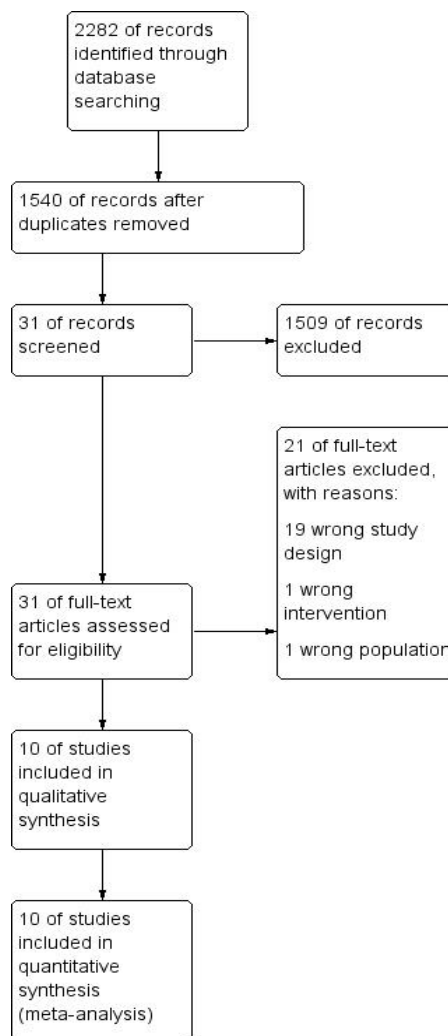 2282 of records
identified through
database
searching
1540 of records after
duplicates removed
31 of records
screened
1509 of records
excluded
21 of full-text
articles excluded,
with reasons:
19 wrong study
design
1 wrong
intervention
1 wrong population
31 of full-text
articles assessed
for eligibility
10 of studies
included in
qualitative
synthesis
10 of studies
included in
quantitative
synthesis
(meta-analysis)